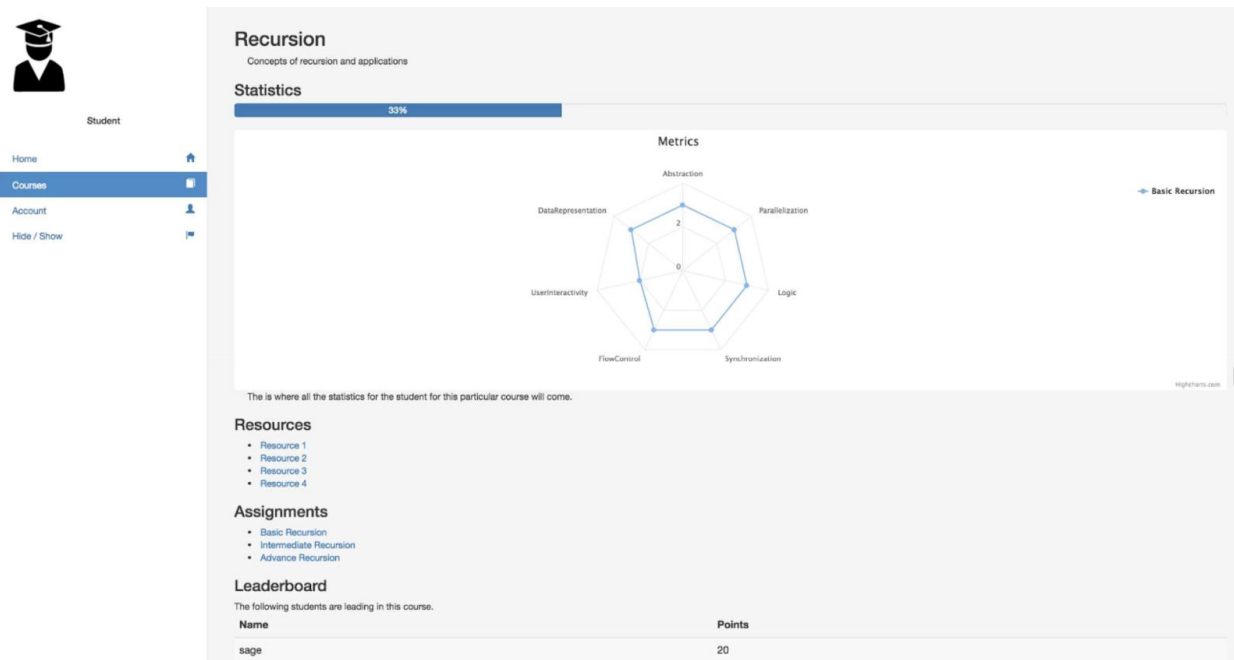 Student
Home
Courses
Account
Hide / Show
Recursion
Concepts of recursion and applications
Statistics
33%
Metrics
Abstraction
DataRepresentation
Parallelization
2
0
UserInteractivity
Logic
FlowControl
Synchronization
Basic Recursion
Highcharts.com
The is where all the statistics for the student for this particular course will come.
Resources
• Resource 1
• Resource 2
• Resource 3
• Resource 4
Assignments
• Basic Recursion
• Intermediate Recursion
• Advance Recursion
Leaderboard
The following students are leading in this course.
Name Points
sage 20